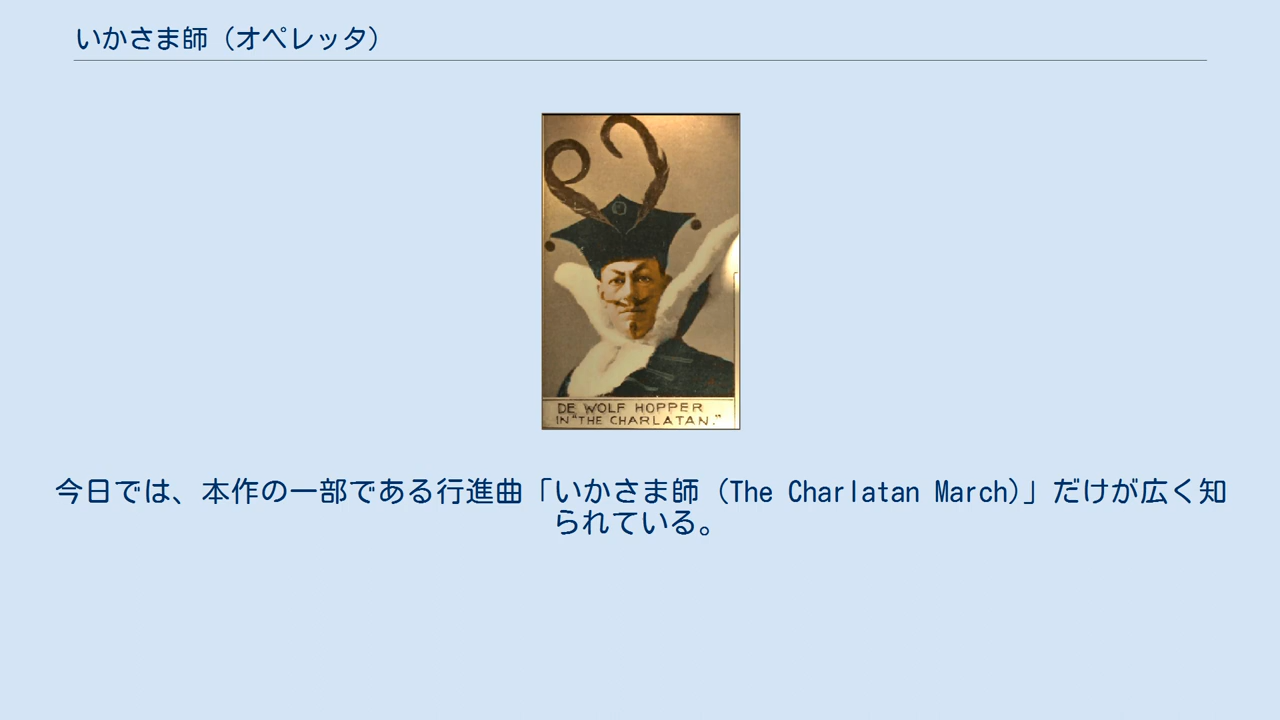 いかさま師（オペレッタ）
DE WOLF HOPPER
IN "THE CHARLATAN."
今日では、本作の一部である行進曲「いかさま師（The Charlatan March）」だけが広く知
られている。